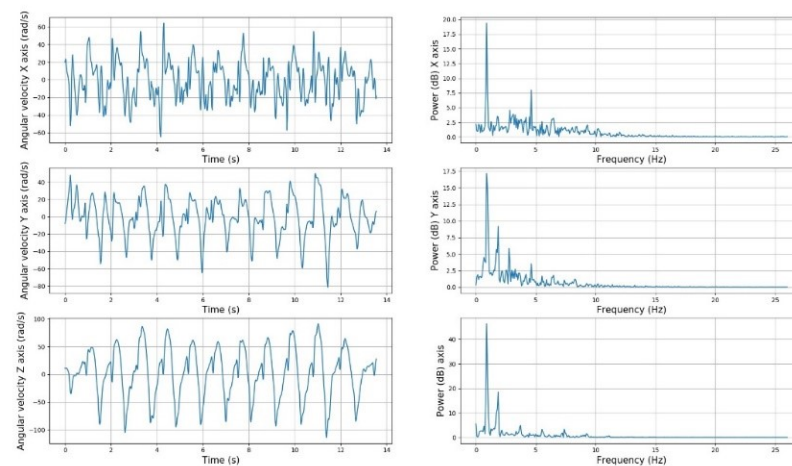 Angular velocity X axis (rad/s)
60
40
20
0
−20
−40
−60
0 2 4 6 8 10 12 14
Time (s)
Power (dB) X axis
20.0
17.5
15.0
12.5
10.0
7.5
5.0
2.5
0.0
0 5 10 15 20 25
Frequency (Hz)
Angular velocity Y axis (rad/s)
40
20
0
−20
−40
−60
−80
0 2 4 6 8 10 12 14
Time (s)
Power (dB) Y axis
17.5
15.0
12.5
10.0
7.5
5.0
2.5
0.0
0 5 10 15 20 25
Frequency (Hz)
Angular velocity Z axis (rad/s)
100
50
0
−50
−100
0 2 4 6 8 10 12 14
Time (s)
Power (dB) axis
40
30
20
10
0
0 5 10 15 20 25
Frequency (Hz)